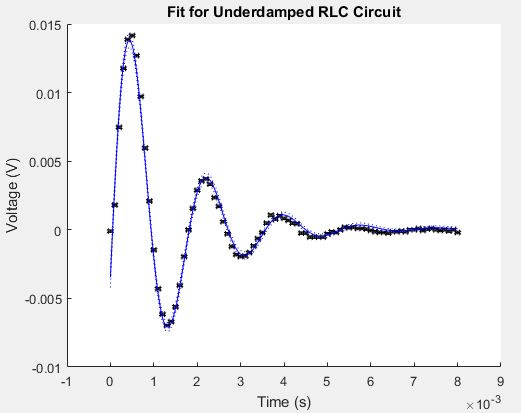 Fit for Underdamped RLC Circuit
0.015
0.01
0.005
0
-0.005
-0.01
Voltage (V)
-1 0 1 2 3 4 5 6 7 8 9
Time (s)
×10-3